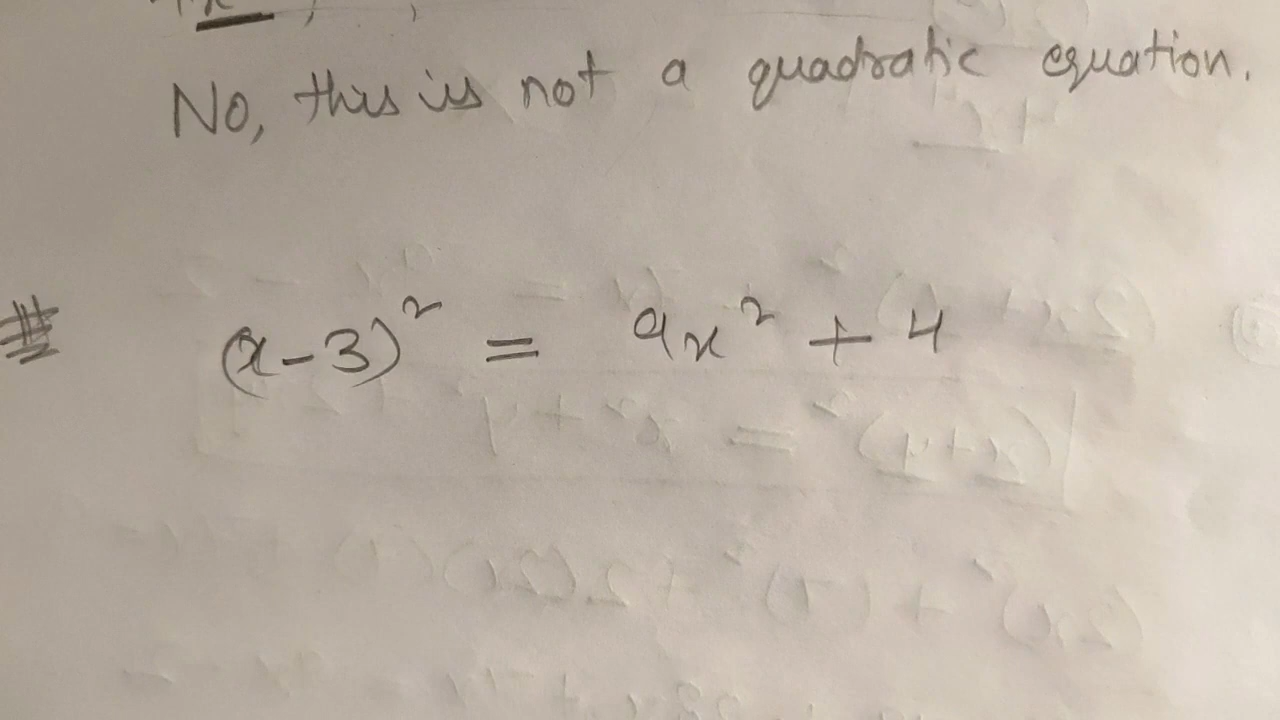 No, this is not a quadratic equation.
# (x-3)² = 9x² + 4